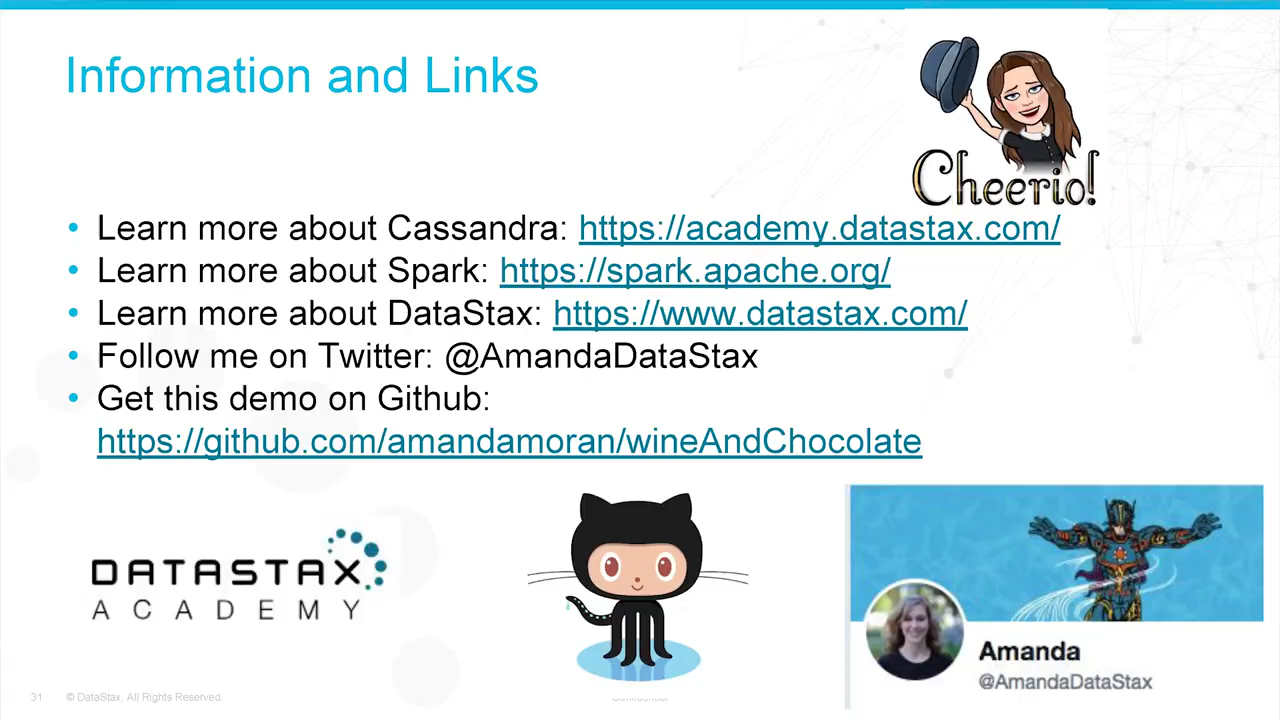 Information and Links
Cheerio!
• Learn more about Cassandra: https://academy.datastax.com/
• Learn more about Spark: https://spark.apache.org/
• Learn more about DataStax: https://www.datastax.com/
• Follow me on Twitter: @AmandaDataStax
• Get this demo on Github:
https://github.com/amandamoran/wineAndChocolate
DATASTAX
ACADEMY
Amanda
@AmandaDataStax
31 © DataStax, All Rights Reserved
Confidential